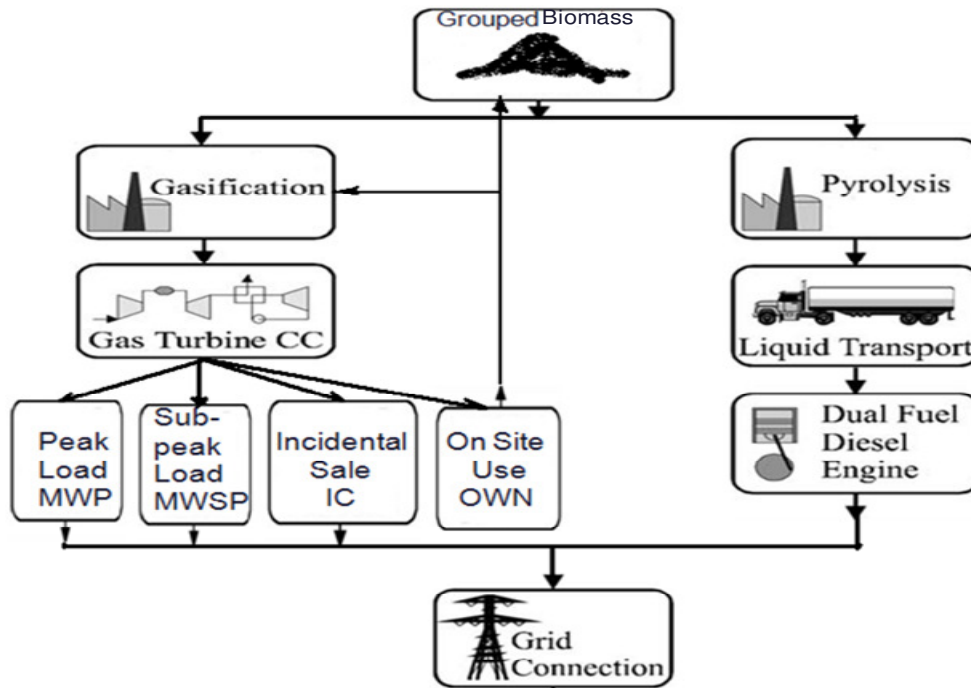 Grouped Biomass
Gasification
Pyrolysis
Gas Turbine CC
Liquid Transport
Peak
Load
MWP
Sub-
peak
Load
MWSP
Incidental
Sale
IC
On Site
Use
OWN
Dual Fuel
Diesel
Engine
Grid
Connection